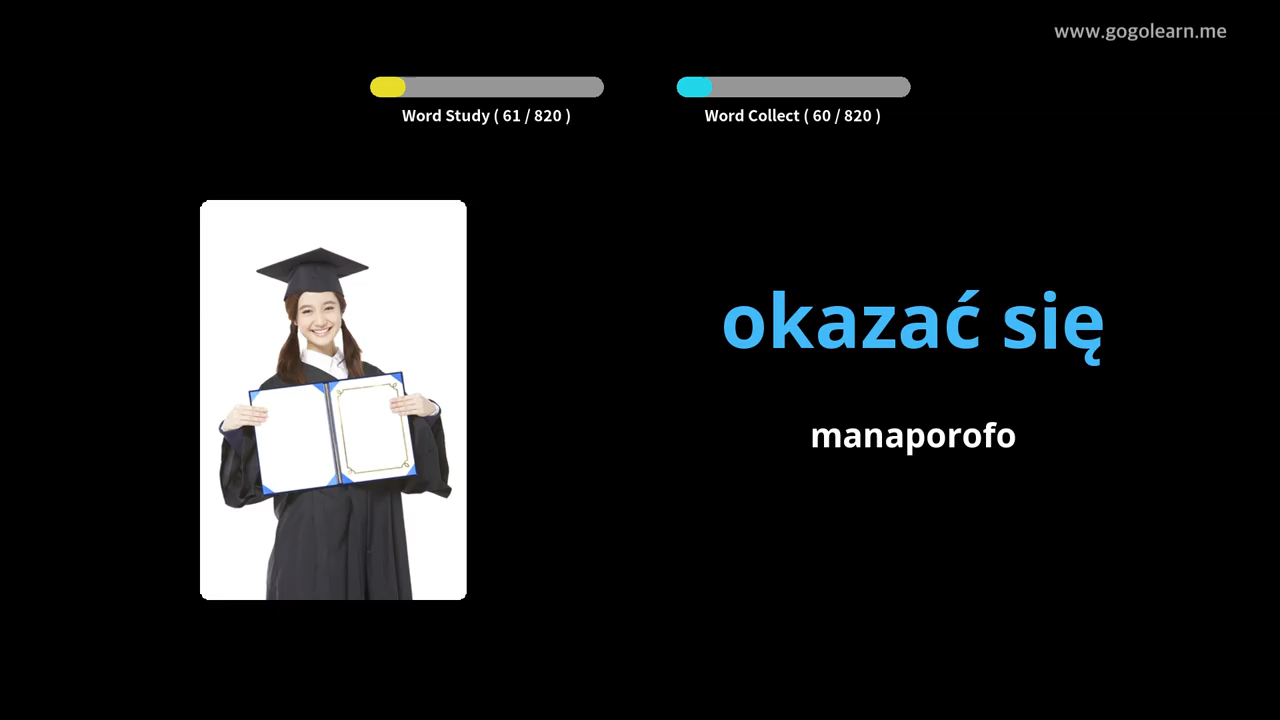 www.gogolearn.me
Word Study ( 61 / 820 )
Word Collect ( 60 / 820 )
okazać się
manaporofo